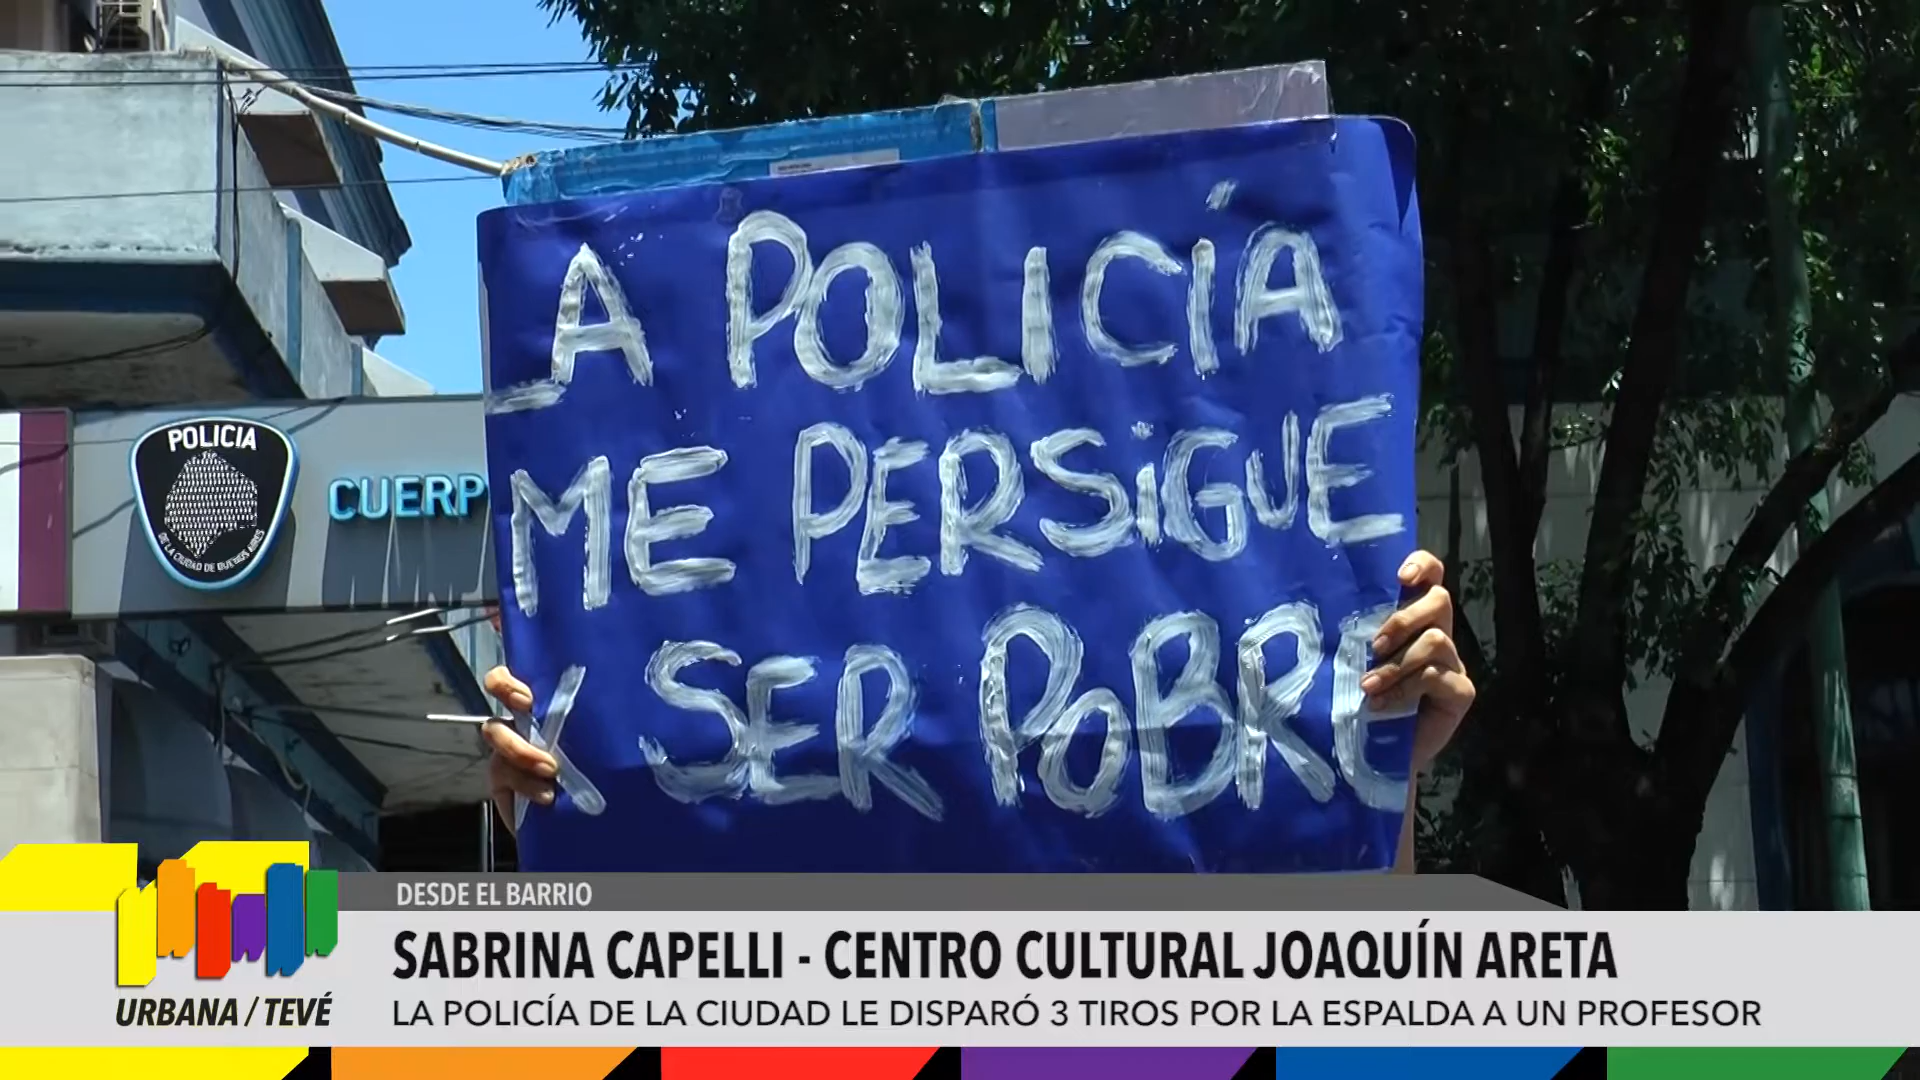 LA POLICÍA
ME PERSIGUE
X SER POBRE
POLICIA
DE LA CIUDAD DE BUENOS AIRES
CUERP
DESDE EL BARRIO
SABRINA CAPELLI - CENTRO CULTURAL JOAQUÍN ARETA
LA POLICÍA DE LA CIUDAD LE DISPARÓ 3 TIROS POR LA ESPALDA A UN PROFESOR
URBANA / TEVÉ